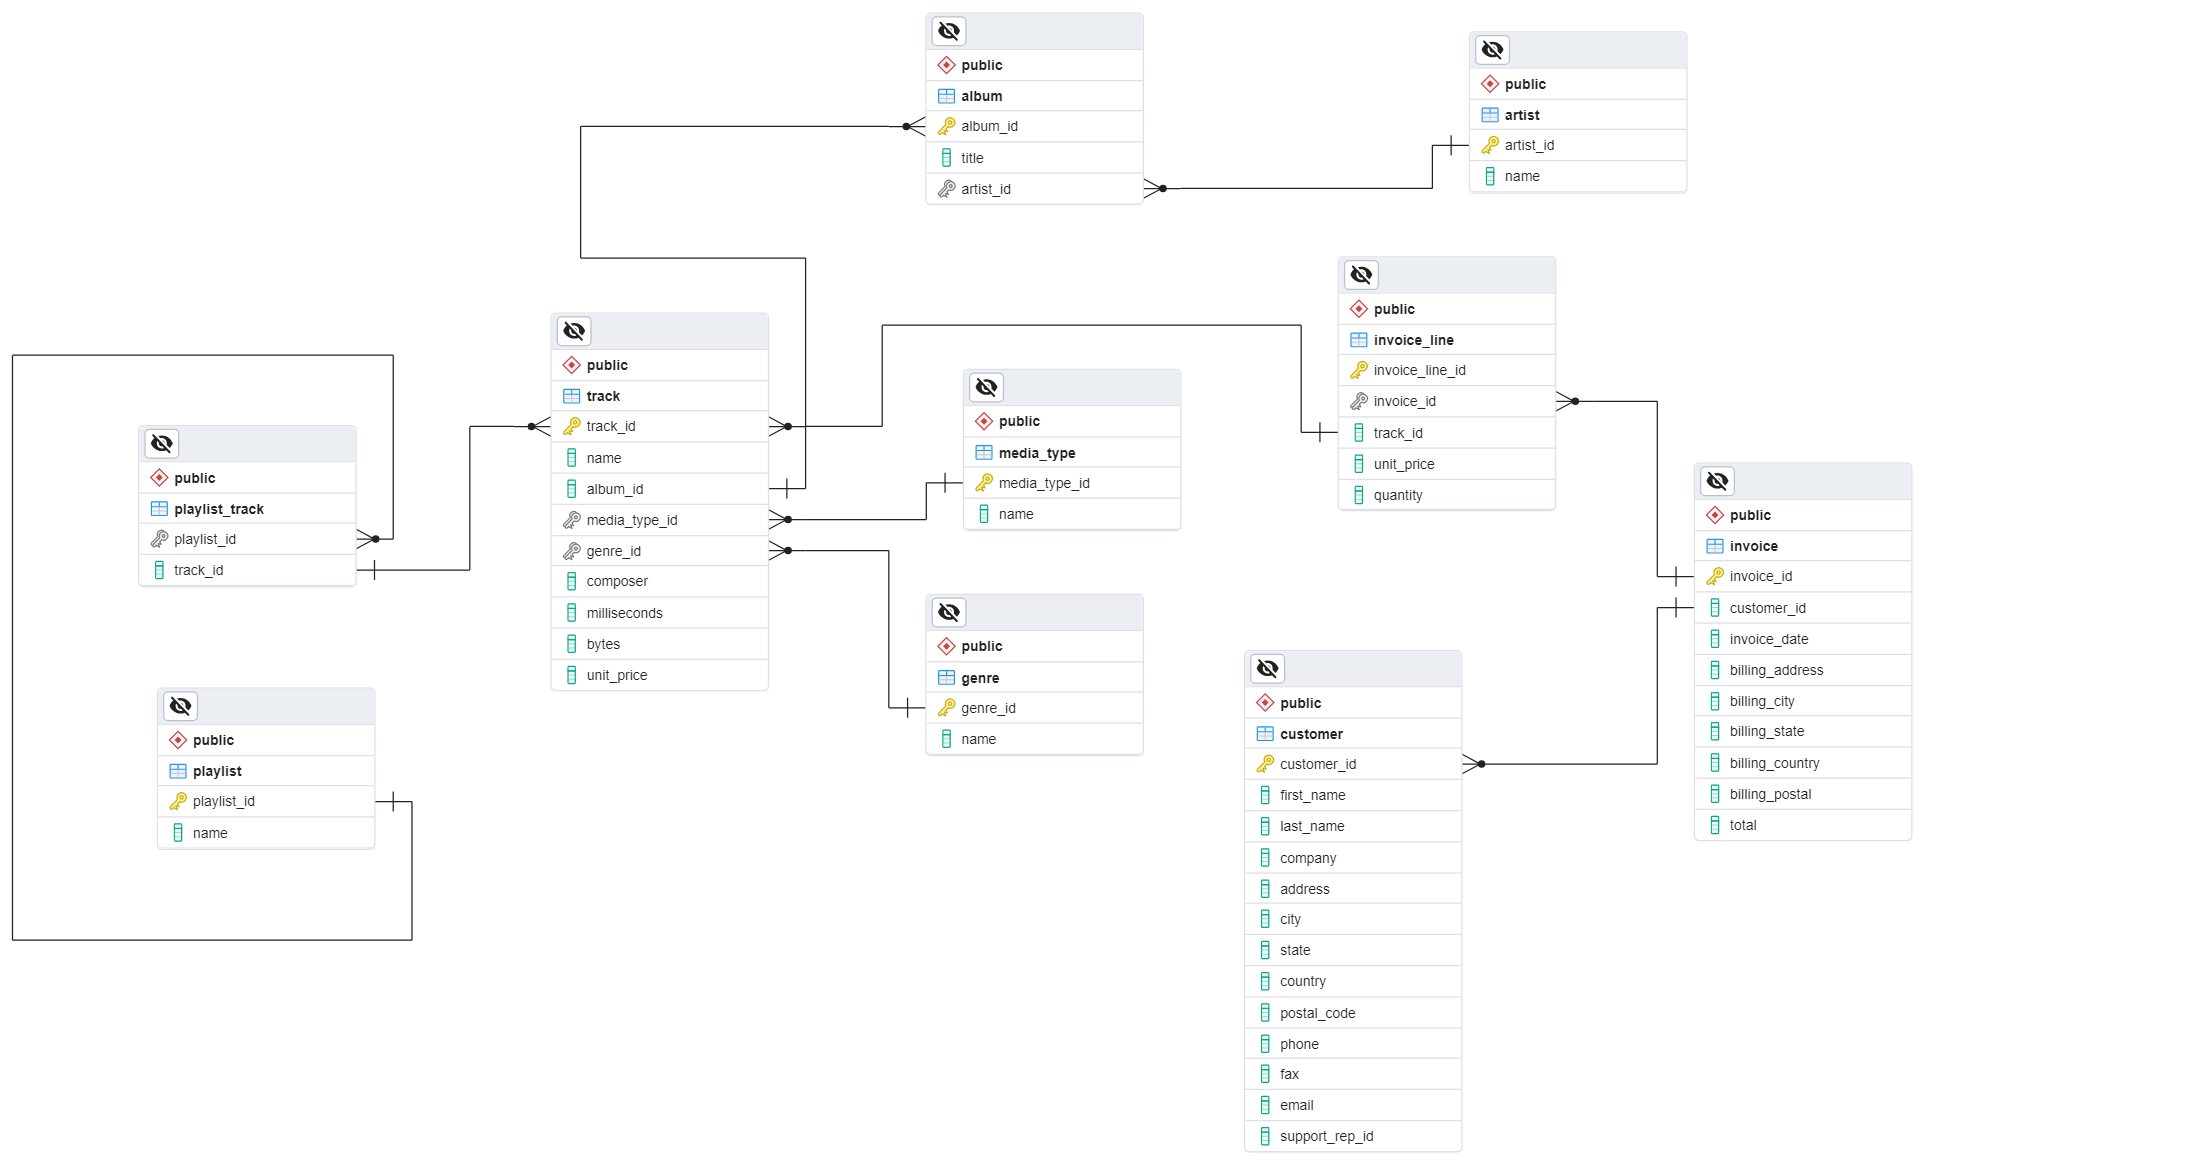 public
album
album_id
title
artist_id
public
artist
artist_id
name
public
invoice_line
invoice_line_id
invoice_id
track_id
unit_price
quantity
public
track
track_id
name
album_id
media_type_id
genre_id
composer
milliseconds
bytes
unit_price
public
media_type
media_type_id
name
public
playlist_track
playlist_id
track_id
public
invoice
invoice_id
customer_id
invoice_date
billing_address
billing_city
billing_state
billing_country
billing_postal
total
public
genre
genre_id
name
public
customer
customer_id
first_name
last_name
company
address
city
state
country
postal_code
phone
fax
email
support_rep_id
public
playlist
playlist_id
name